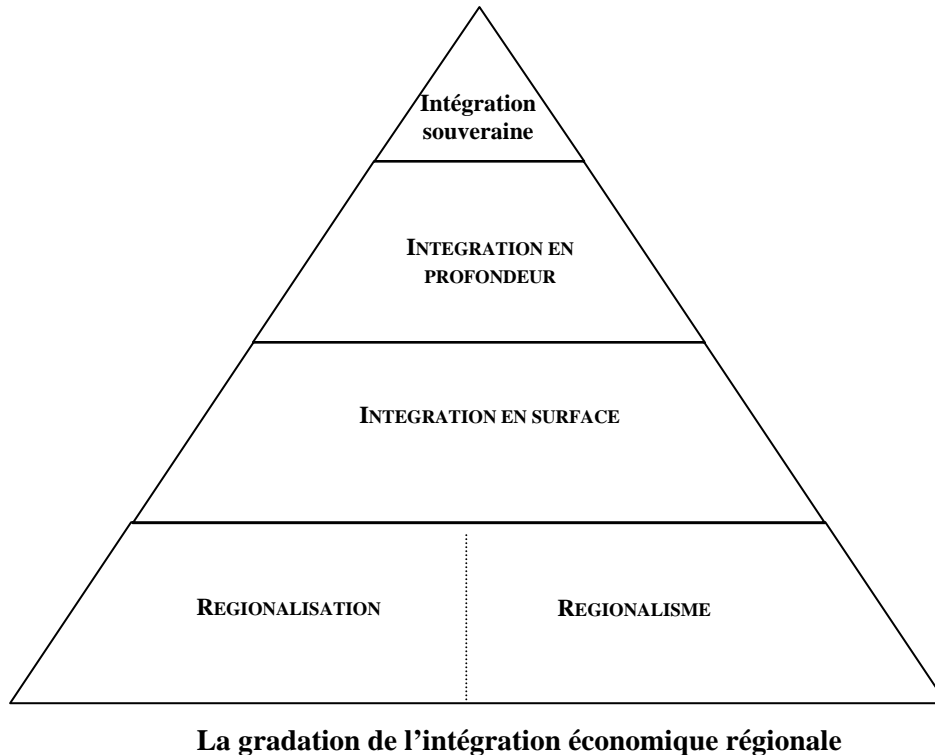 Intégration
souveraine
INTEGRATION EN
PROFONDEUR
INTEGRATION EN SURFACE
REGIONALISATION
REGIONALISME
La gradation de l’intégration économique régionale